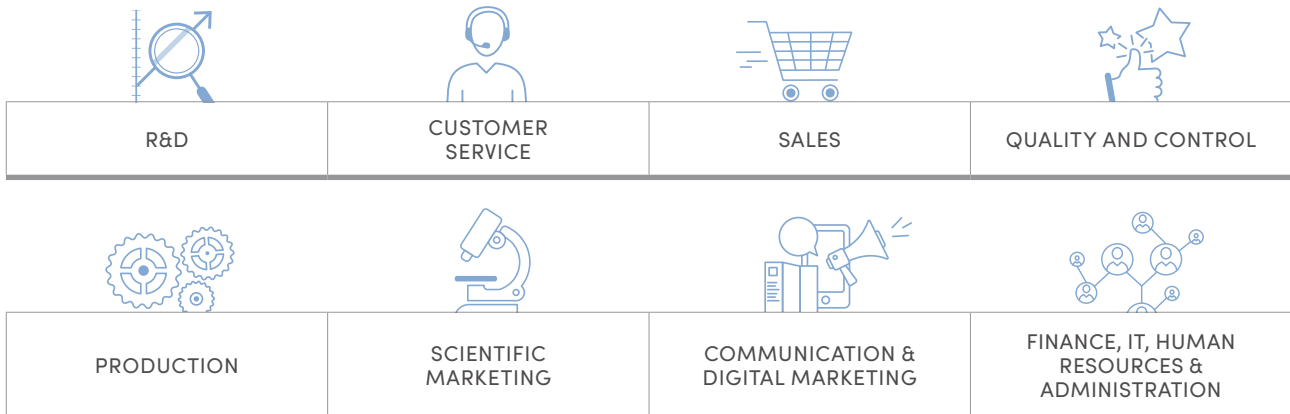 R&D
CUSTOMER
SERVICE
SALES
QUALITY AND CONTROL
PRODUCTION
SCIENTIFIC
MARKETING
COMMUNICATION &
DIGITAL MARKETING
FINANCE, IT, HUMAN
RESOURCES &
ADMINISTRATION